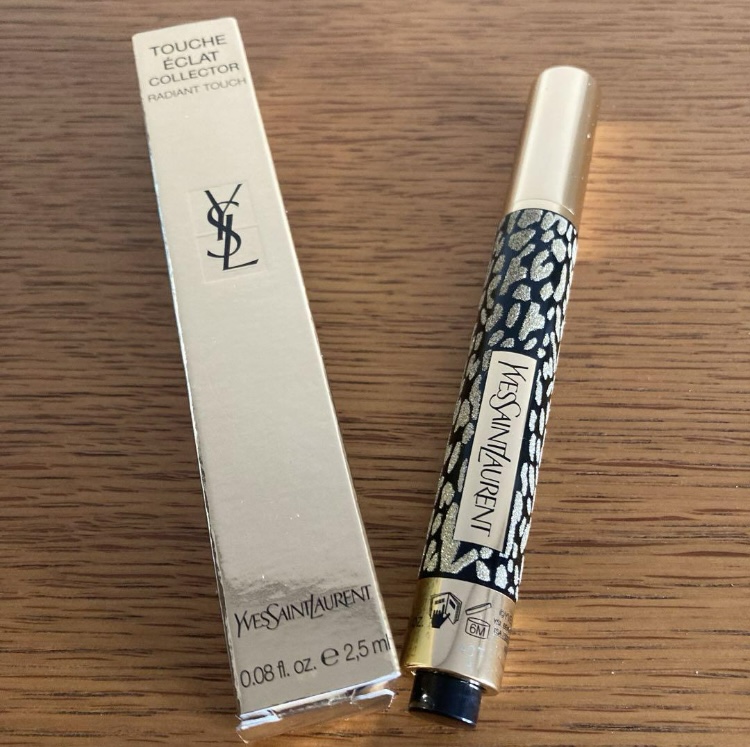 TOUCHE
ÉCLAT
COLLECTOR
RADIANT TOUCH
YSL
YVESSAINTLAURENT
0.08 fl. oz. e 2,5 ml
YVESSAINTLAURENT
6M